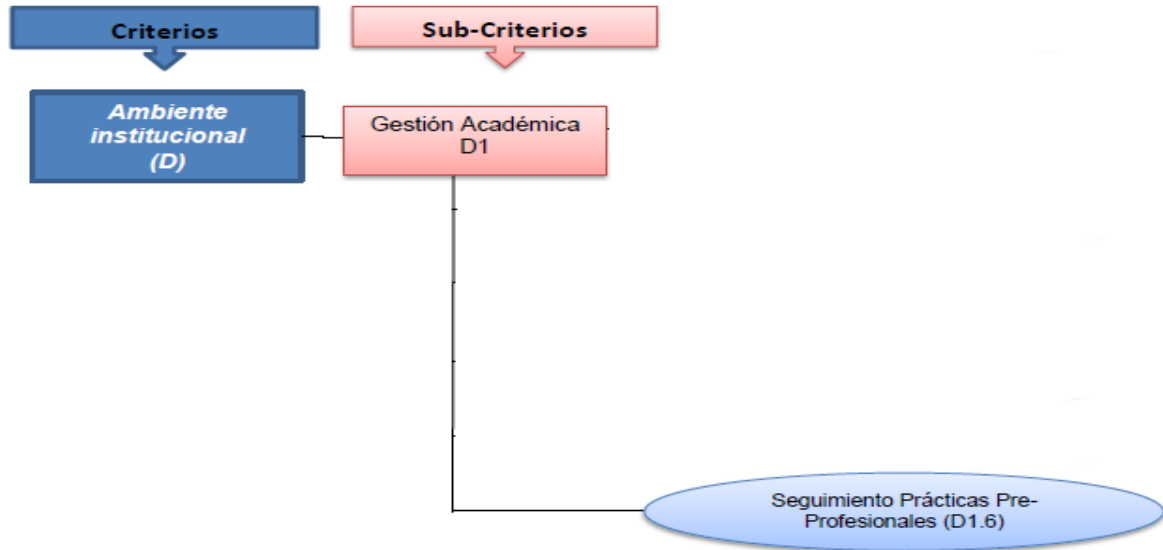 Criterios
Sub-Criterios
Ambiente
institucional
(D)
Gestión Académica
D1
Seguimiento Prácticas Pre-
Profesionales (D1.6)